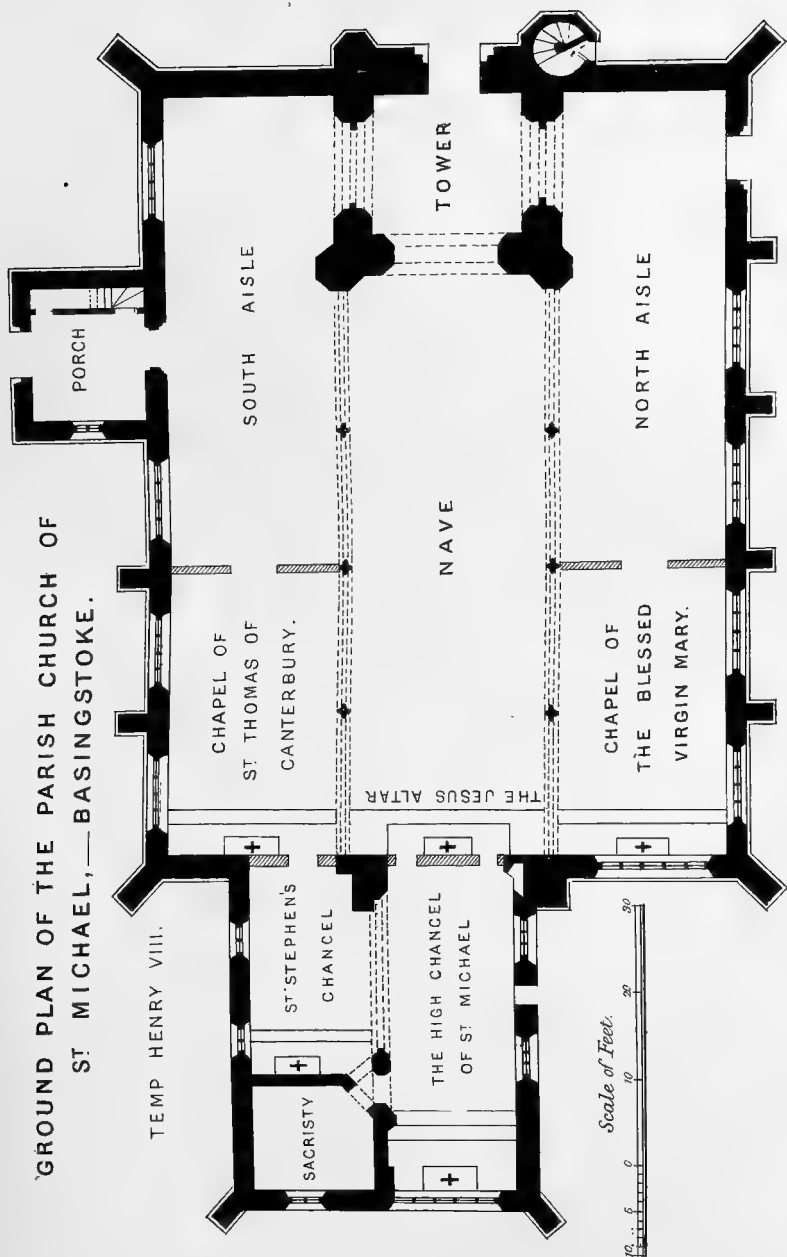 GROUND PLAN OF THE PARISH CHURCH OF
ST MICHAEL,—BASINGSTOKE.
TEMP HENRY VIII.
PORCH
SOUTH AISLE
CHAPEL OF
ST THOMAS OF
CANTERBURY.
TOWER
NAVE
THE JESUS ALTAR
NORTH AISLE
CHAPEL OF
THE BLESSED
VIRGIN MARY.
ST STEPHEN'S
CHANCEL
SACRISTY
THE HIGH CHANCEL
OF ST MICHAEL
Scale of Feet.
10 5 0 10 20 30